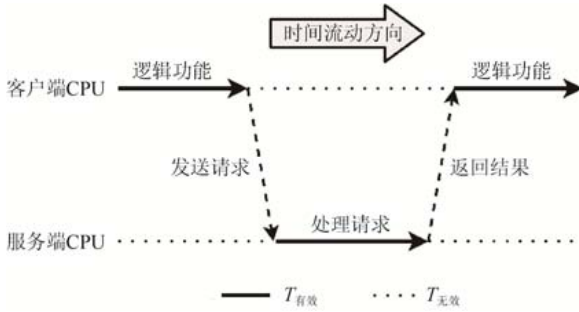 时间流动方向
逻辑功能
逻辑功能
客户端CPU
发送请求
返回结果
处理请求
服务端CPU
T有效
T无效